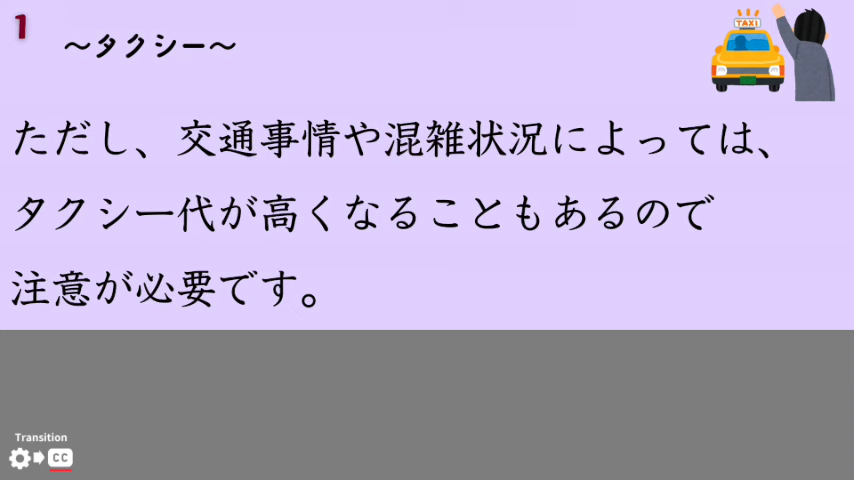 1
〜タクシー〜
TAXI
ただし、交通事情や混雑状況によっては、
タクシー代が高くなることもあるので
注意が必要です。
Transition
CC